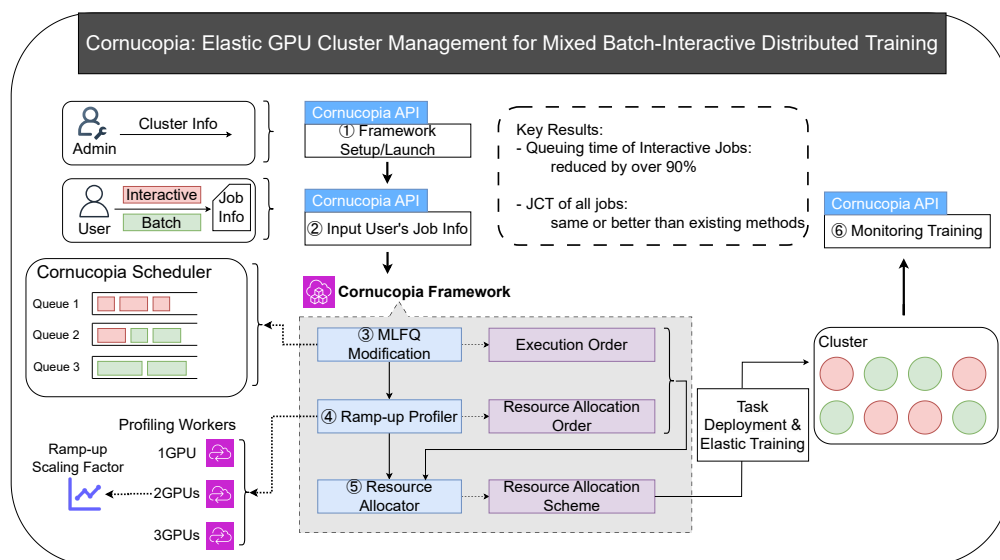 Cornucopia: Elastic GPU Cluster Management for Mixed Batch-Interactive Distributed Training
Admin
Cluster Info
User
Interactive
Batch
Job
Info
Cornucopia API
① Framework
Setup/Launch
Cornucopia API
② Input User's Job Info
Key Results:
- Queuing time of Interactive Jobs:
reduced by over 90%
- JCT of all jobs:
same or better than existing methods
Cornucopia API
⑥ Monitoring Training
Cornucopia Scheduler
Queue 1
Queue 2
Queue 3
Cornucopia Framework
③ MLFQ
Modification
Execution Order
④ Ramp-up Profiler
Resource Allocation
Order
⑤ Resource
Allocator
Resource Allocation
Scheme
Profiling Workers
1GPU
2GPUs
3GPUs
Ramp-up
Scaling Factor
Task
Deployment &
Elastic Training
Cluster